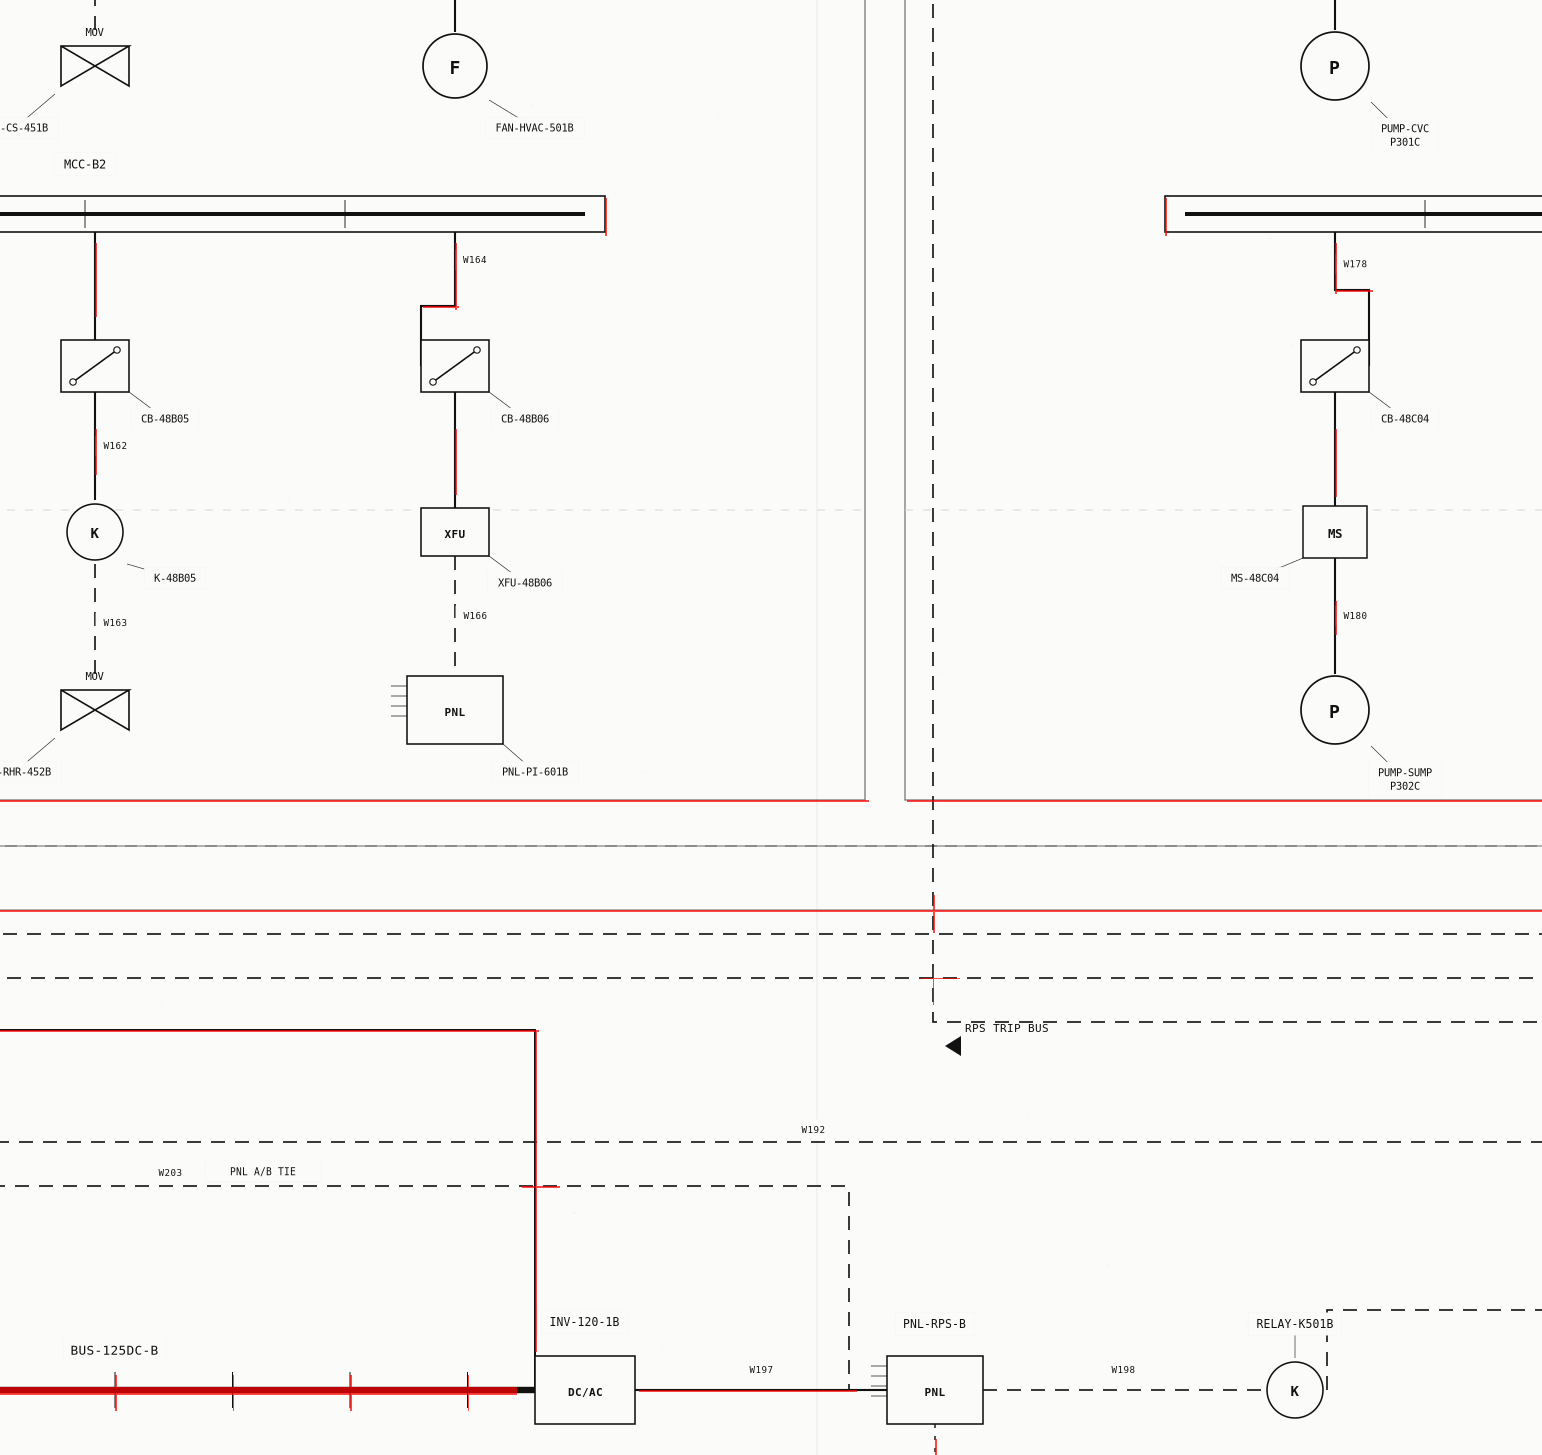 MOV
F
P
-CS-451B
FAN-HVAC-501B
PUMP-CVC
P301C
MCC-B2
W164
W178
CB-48B05
CB-48B06
CB-48C04
W162
K
XFU
MS
K-48B05
XFU-48B06
MS-48C04
W163
W166
W180
MOV
PNL
P
-RHR-452B
PNL-PI-601B
PUMP-SUMP
P302C
RPS TRIP BUS
W192
W203
PNL A/B TIE
INV-120-1B
PNL-RPS-B
RELAY-K501B
BUS-125DC-B
W197
W198
DC/AC
PNL
K